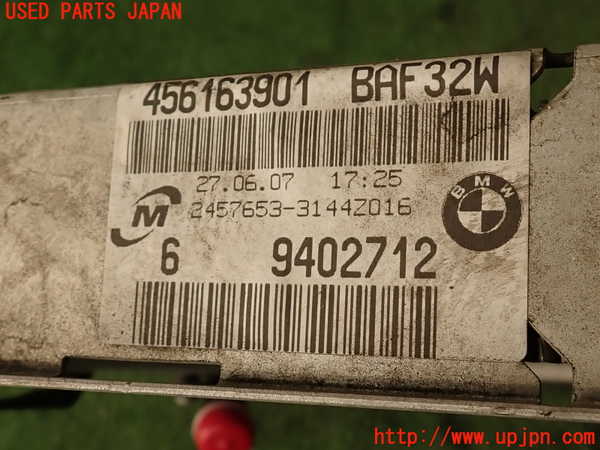 USED PARTS JAPAN
456163901 BAF32W
27.06.07 17:25
M 2457653-3144Z016
BMW
6 9402712
http://www.upjpn.com/